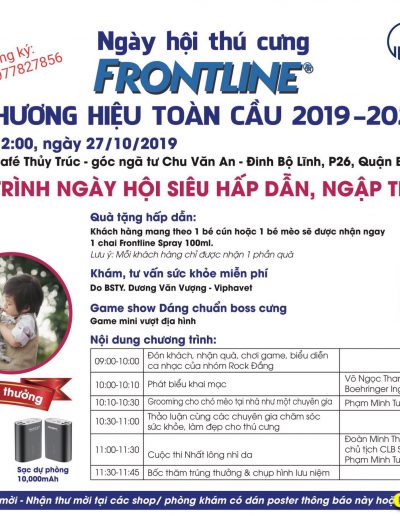 Ngày hội thú cưng
ng ký:
977827856
FRONTLINE®
HƯƠNG HIỆU TOÀN CẦU 2019-20
2:00, ngày 27/10/2019
afé Thủy Trúc - góc ngã tư Chu Văn An - Đinh Bộ Lĩnh, P26, Quận B
TRÌNH NGÀY HỘI SIÊU HẤP DẪN, NGẬP T
Quà tặng hấp dẫn:
Khách hàng mang theo 1 bé cún hoặc 1 bé mèo sẽ được nhận ngay
1 chai Frontline Spray 100ml.
Lưu ý: Mỗi khách hàng chỉ được nhận 1 phần quà
Khám, tư vấn sức khỏe miễn phí
Do BSTY. Dương Văn Vượng - Viphavet
Game show Dáng chuẩn boss cưng
Game mini vượt địa hình
Nội dung chương trình:
09:00-10:00 Đón khách, nhận quà, chơi game, biểu diễn
ca nhạc của nhóm Rock Đắng
10:00-10:10 Phát biểu khai mạc Võ Ngọc Than
Boehringer Ing
10:10-10:30 Grooming cho chó mèo tại nhà như một chuyên gia Phạm Minh Tu
10:30-11:00 Thảo luận cùng các chuyên gia chăm sóc
sức khỏe, làm đẹp cho thú cưng
11:00-11:30 Cuộc thi Nhất lông nhì da Đoàn Minh Th
chủ tịch CLB S
Phạm Minh Tu
11:30-11:45 Bốc thăm trúng thưởng & chụp hình lưu niệm
thưởng
Sạc dự phòng
10,000mAh
mời - Nhận thư mời tại các shop/ phòng khám có dán poster thông báo này hoặ